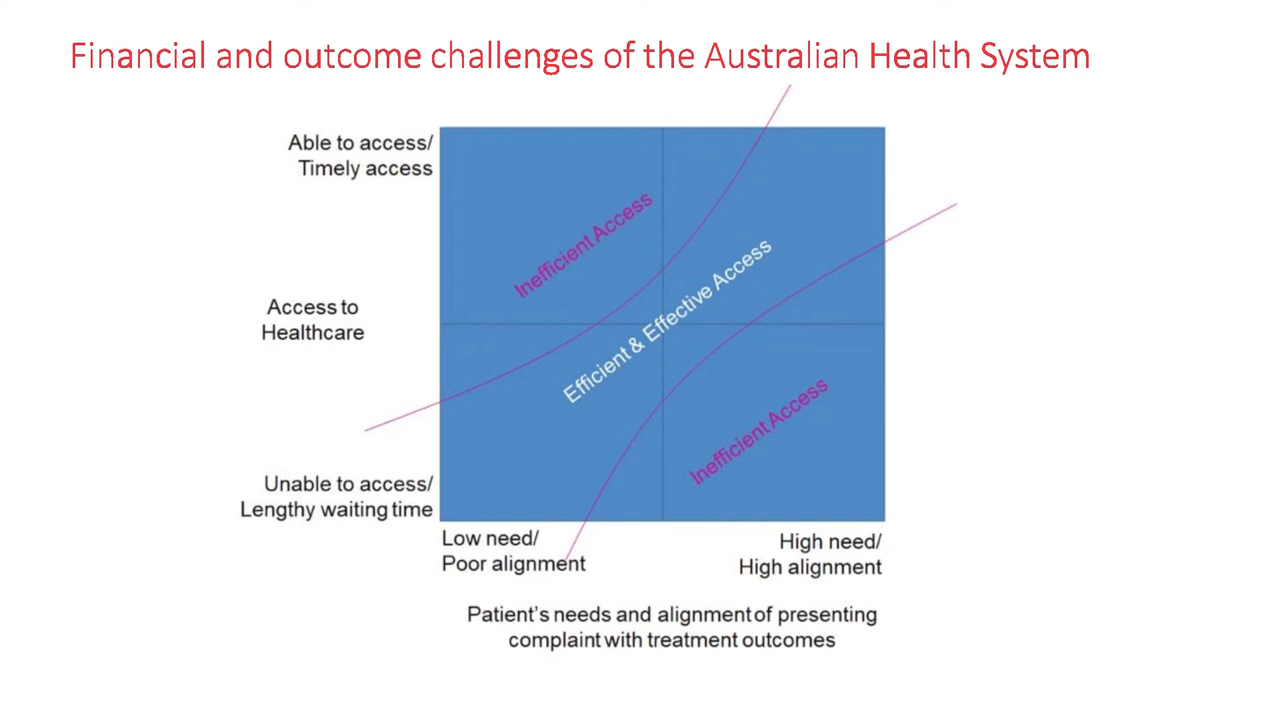 Financial and outcome challenges of the Australian Health System
Able to access/
Timely access
Inefficient Access
Efficient & Effective Access
Access to
Healthcare
Inefficient Access
Unable to access/
Lengthy waiting time
Low need/
Poor alignment
High need/
High alignment
Patient's needs and alignment of presenting
complaint with treatment outcomes